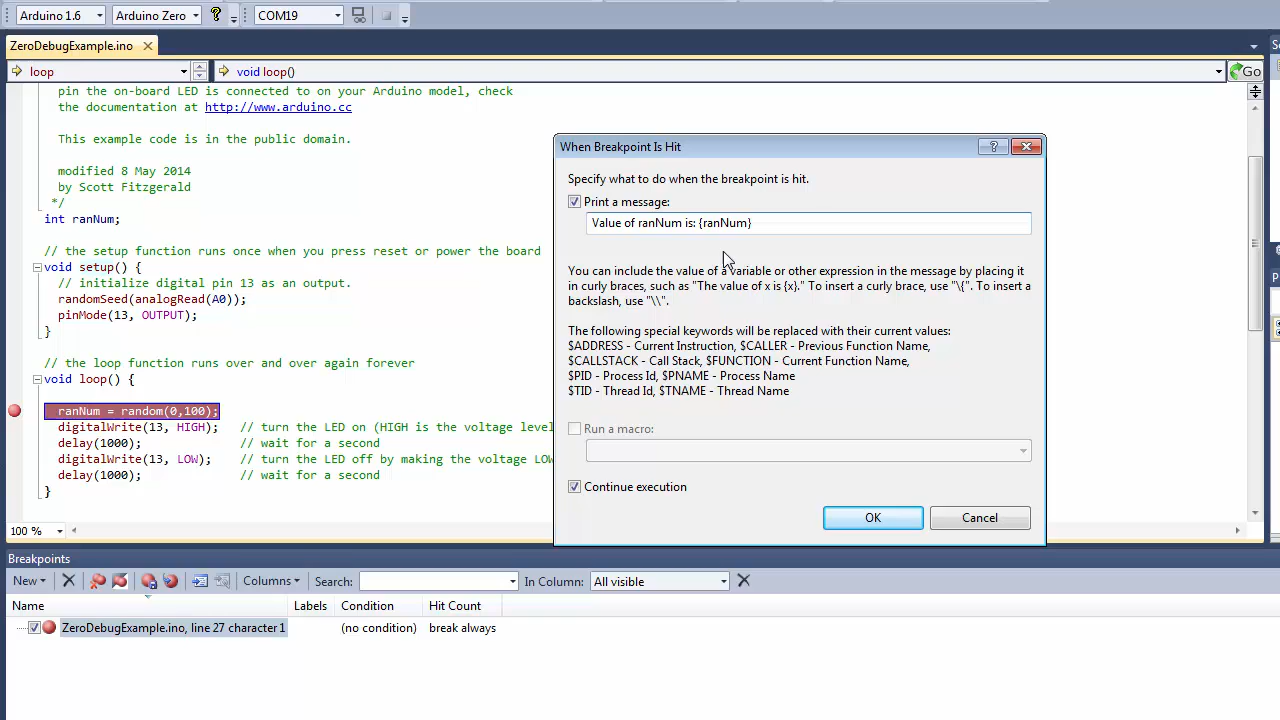 Arduino 1.6 Arduino Zero ? COM19
ZeroDebugExample.ino
loop void loop() Go
pin the on-board LED is connected to on your Arduino model, check
the documentation at http://www.arduino.cc
This example code is in the public domain.
modified 8 May 2014
by Scott Fitzgerald
*/
int ranNum;
// the setup function runs once when you press reset or power the board
void setup() {
// initialize digital pin 13 as an output.
randomSeed(analogRead(A0));
pinMode(13, OUTPUT);
}
// the loop function runs over and over again forever
void loop() {
ranNum = random(0,100);
digitalWrite(13, HIGH); // turn the LED on (HIGH is the voltage level
delay(1000); // wait for a second
digitalWrite(13, LOW); // turn the LED off by making the voltage LOW
delay(1000); // wait for a second
}
100 %
When Breakpoint Is Hit ?
Specify what to do when the breakpoint is hit.
Print a message:
Value of ranNum is: {ranNum}
You can include the value of a variable or other expression in the message by placing it
in curly braces, such as "The value of x is {x}." To insert a curly brace, use "\{". To insert a
backslash, use "\\".
The following special keywords will be replaced with their current values:
$ADDRESS - Current Instruction, $CALLER - Previous Function Name,
$CALLSTACK - Call Stack, $FUNCTION - Current Function Name,
$PID - Process Id, $PNAME - Process Name
$TID - Thread Id, $TNAME - Thread Name
Run a macro:
Continue execution
OK Cancel
Breakpoints
New Columns Search: In Column: All visible
Name Labels Condition Hit Count
ZeroDebugExample.ino, line 27 character 1 (no condition) break always